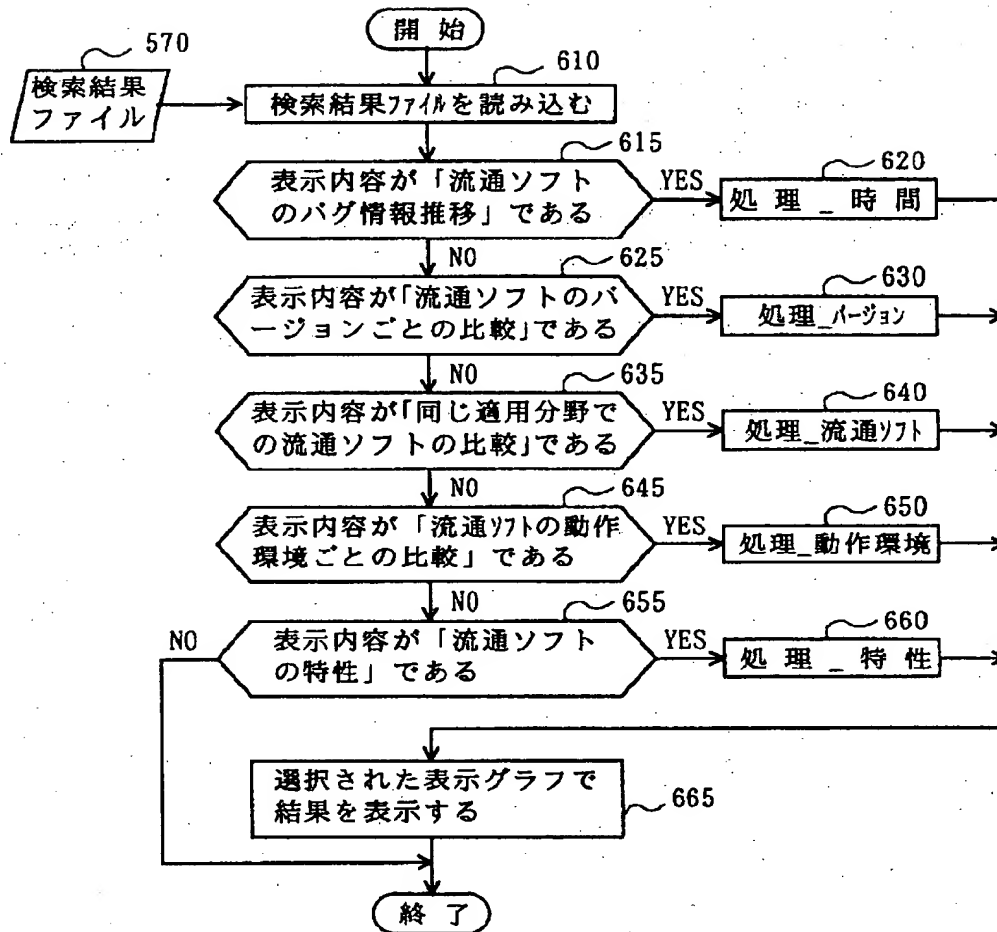 開始
570
検索結果
ファイル
610
検索結果ファイルを読み込む
615
表示内容が「流通ソフト
のバグ情報推移」である
YES
620
処理_時間
NO
625
表示内容が「流通ソフトのバ
ージョンごとの比較」である
YES
630
処理_バージョン
NO
635
表示内容が「同じ適用分野で
の流通ソフトの比較」である
YES
640
処理_流通ソフト
NO
645
表示内容が「流通ソフトの動作
環境ごとの比較」である
YES
650
処理_動作環境
NO
655
NO
表示内容が「流通ソフト
の特性」である
YES
660
処理_特性
選択された表示グラフで
結果を表示する
665
終了